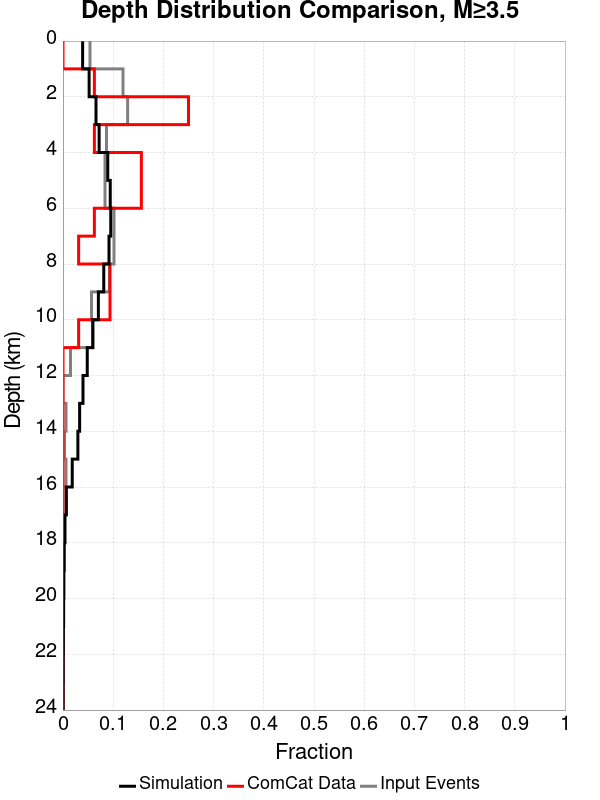 Depth Distribution Comparison, M≥3.5
0
2
4
6
8
10
12
14
16
18
20
22
24
Depth (km)
0 0.1 0.2 0.3 0.4 0.5 0.6 0.7 0.8 0.9 1
Fraction
Simulation ComCat Data Input Events